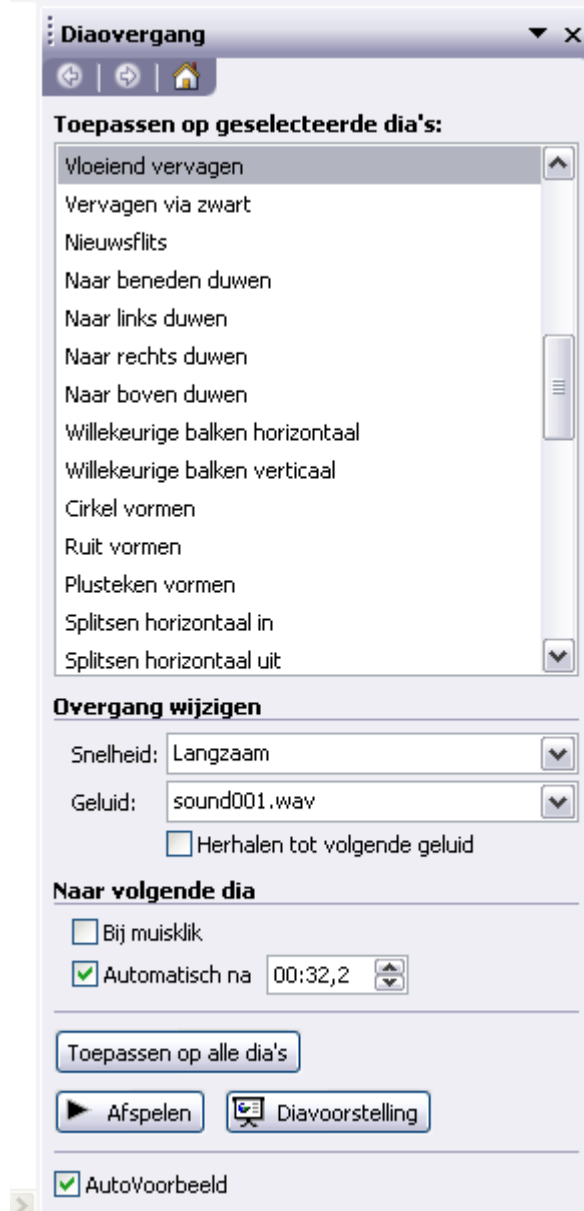 Diaovergang
Toepassen op geselecteerde dia's:
Vloeiend vervagen
Vervagen via zwart
Nieuwsflits
Naar beneden duwen
Naar links duwen
Naar rechts duwen
Naar boven duwen
Willekeurige balken horizontaal
Willekeurige balken verticaal
Cirkel vormen
Ruit vormen
Plusteken vormen
Splitsen horizontaal in
Splitsen horizontaal uit
Overgang wijzigen
Snelheid: Langzaam
Geluid: sound001.wav
Herhalen tot volgende geluid
Naar volgende dia
Bij muisklik
Automatisch na 00:32,2
Toepassen op alle dia's
Afspelen Diavoorstelling
AutoVoorbeeld